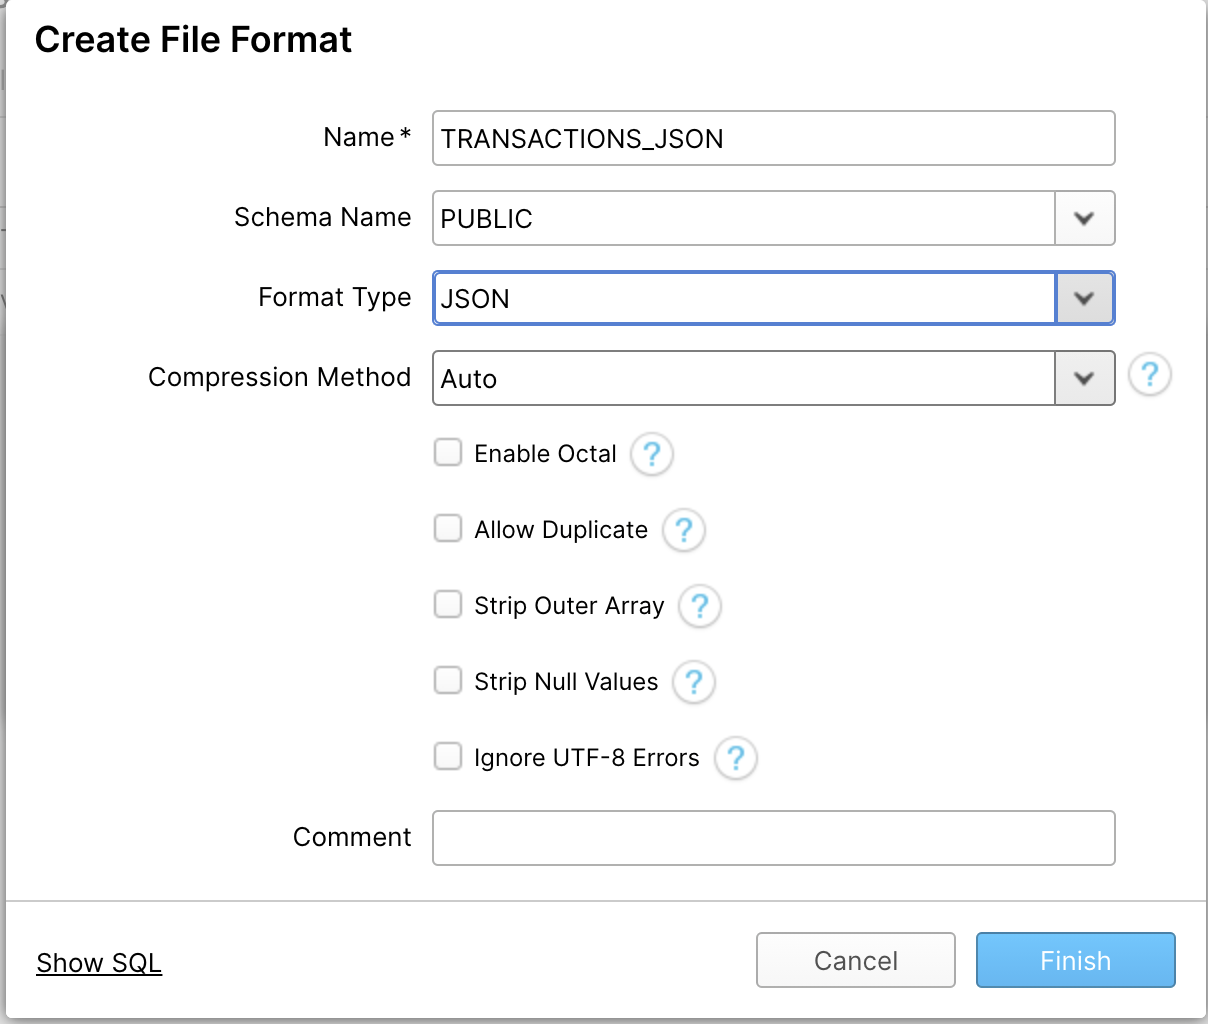 Create File Format
Name* TRANSACTIONS_JSON
Schema Name PUBLIC
Format Type JSON
Compression Method Auto ?
Enable Octal ?
Allow Duplicate ?
Strip Outer Array ?
Strip Null Values ?
Ignore UTF-8 Errors ?
Comment
Show SQL Cancel Finish